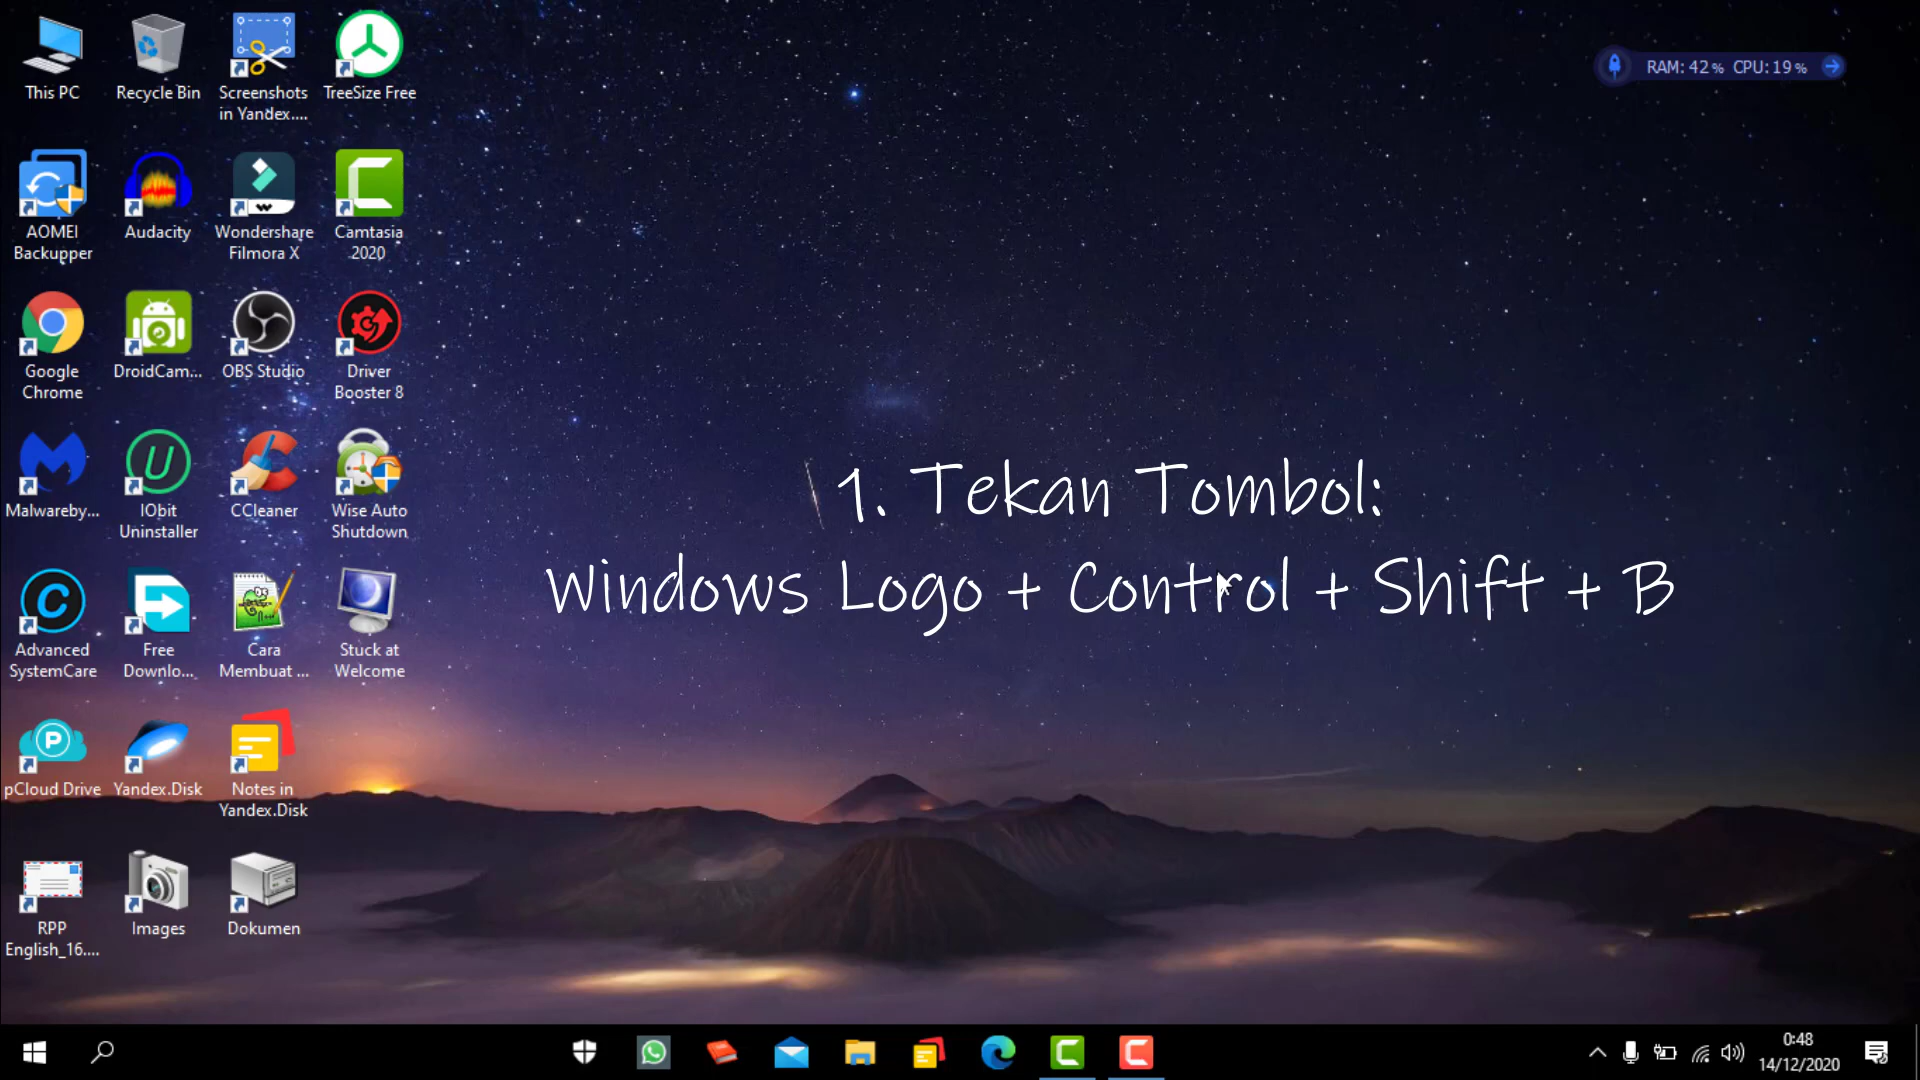 This PC
Recycle Bin
Screenshots
in Yandex....
TreeSize Free
RAM: 42% CPU: 19%
AOMEI
Backupper
Audacity
Wondershare
Filmora X
Camtasia
2020
Google
Chrome
DroidCam...
OBS Studio
Driver
Booster 8
Malwareby...
IObit
Uninstaller
CCleaner
Wise Auto
Shutdown
1. Tekan Tombol:
Windows Logo + Control + Shift + B
Advanced
SystemCare
Free
Downlo...
Cara
Membuat ...
Stuck at
Welcome
pCloud Drive
Yandex.Disk
Notes in
Yandex.Disk
RPP
English_16....
Images
Dokumen
0:48
14/12/2020